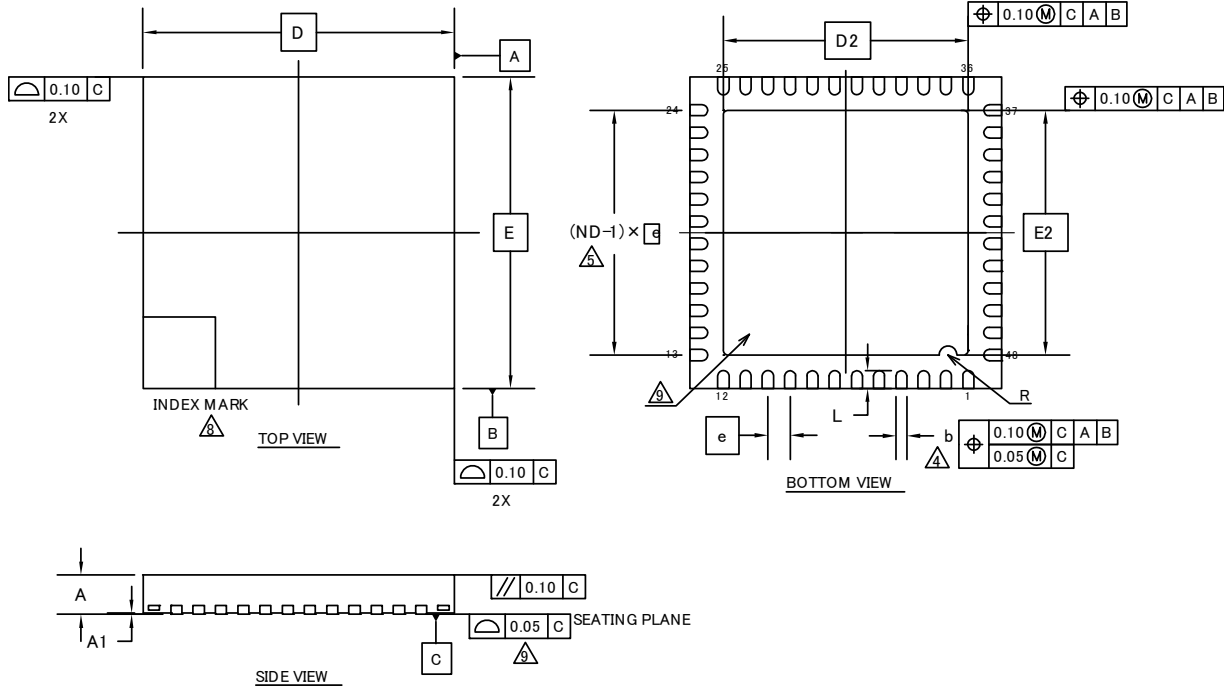 D
A
⌓ 0.10 C
2X
E
INDEX MARK
8
TOP VIEW
B
⌓ 0.10 C
2X
⌖ 0.10 Ⓜ C A B
D2
25
36
⌖ 0.10 Ⓜ C A B
24
37
(ND-1)× e
5
E2
13
48
9
12
1
R
L
e
b
4
⌖ 0.10 Ⓜ C A B
0.05 Ⓜ C
BOTTOM VIEW
A
// 0.10 C
A1
⌓ 0.05 C SEATING PLANE
9
C
SIDE VIEW